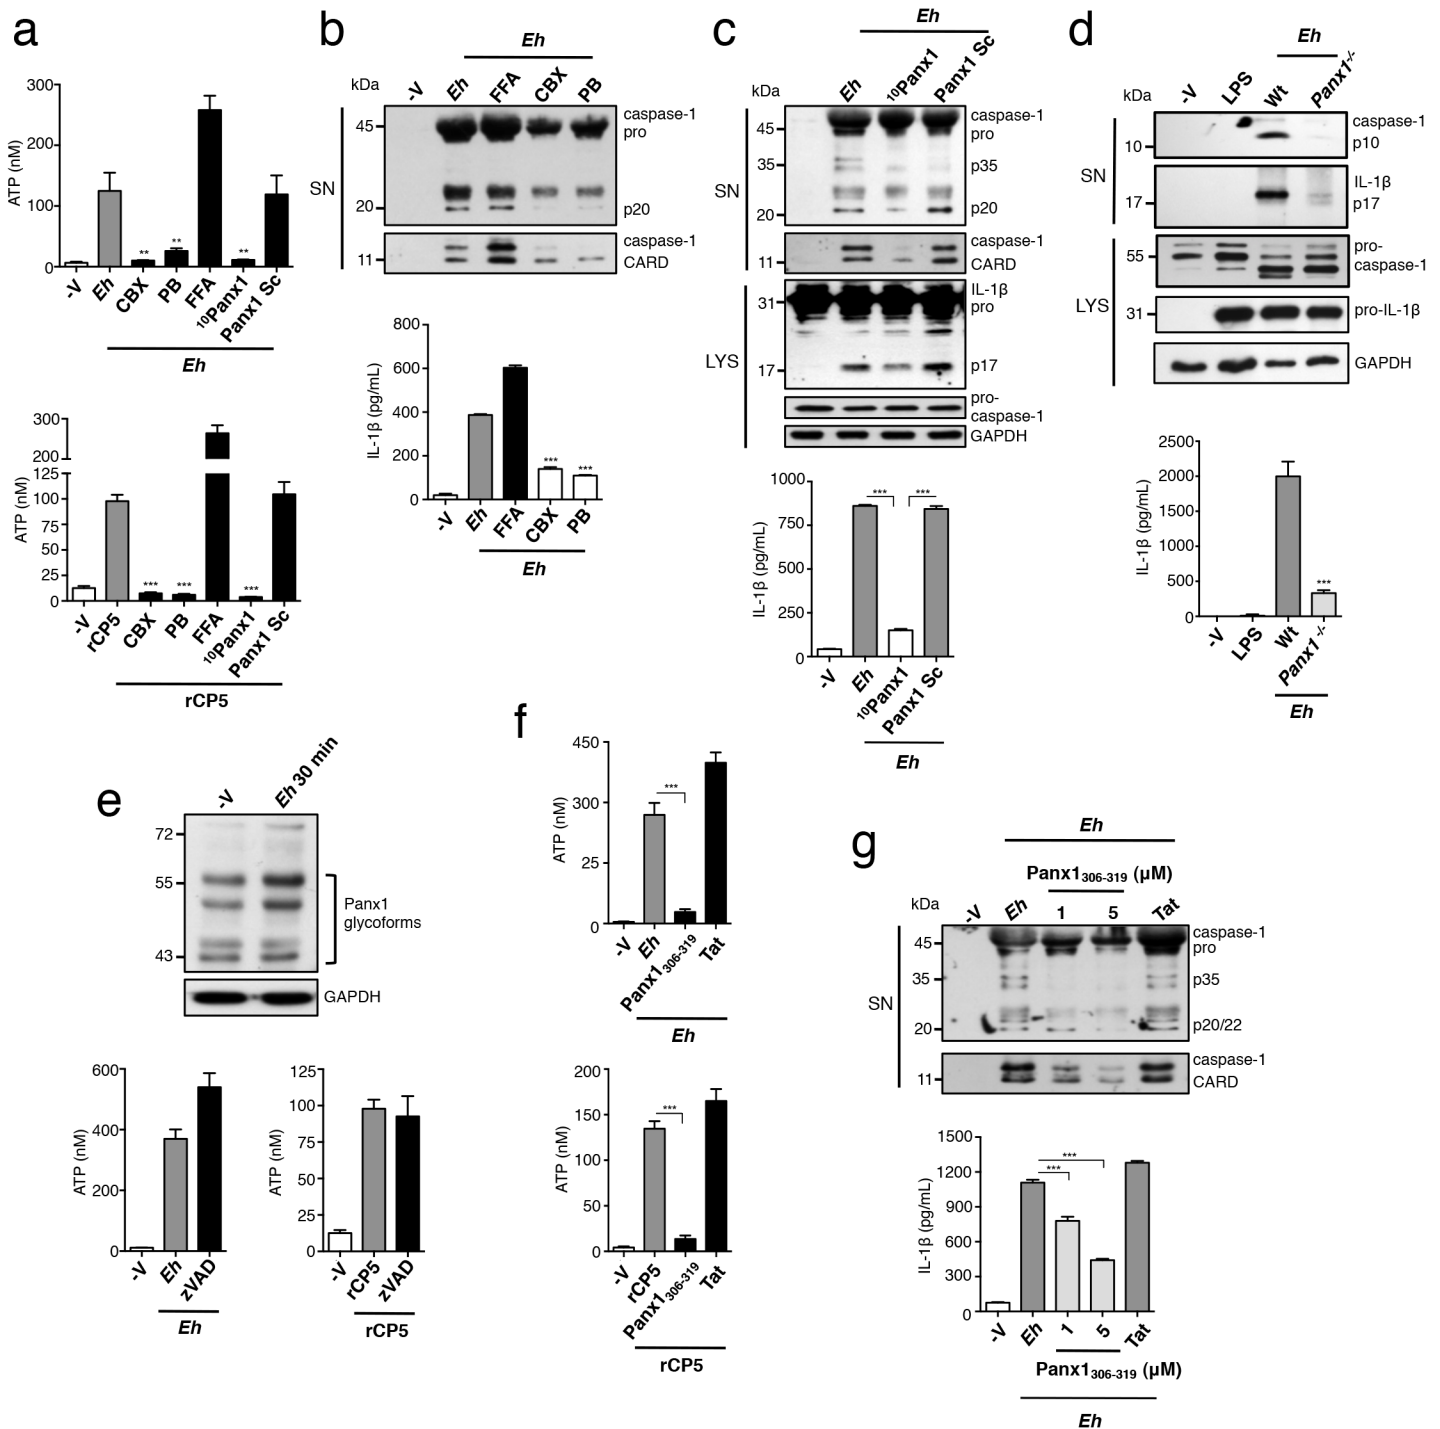 a
ATP (nM)
300
200
100
0
**
**
**
-V
Eh
CBX
PB
FFA
10Panx1
Panx1 Sc
Eh
ATP (nM)
300
200
125
100
75
50
25
0
***
***
***
-V
rCP5
CBX
PB
FFA
10Panx1
Panx1 Sc
rCP5
b
Eh
kDa
-V
Eh
FFA
CBX
PB
SN
45
20
11
caspase-1
pro
p20
caspase-1
CARD
IL-1β (pg/mL)
800
600
400
200
0
***
***
-V
Eh
FFA
CBX
PB
Eh
c
Eh
kDa
Eh
10Panx1
Panx1 Sc
SN
45
35
20
11
caspase-1
pro
p35
p20
caspase-1
CARD
LYS
31
17
IL-1β
pro
p17
pro-
caspase-1
GAPDH
IL-1β (pg/mL)
1000
750
500
250
0
***
***
-V
Eh
10Panx1
Panx1 Sc
Eh
d
Eh
kDa
-V
LPS
Wt
Panx1-/-
SN
10
17
caspase-1
p10
IL-1β
p17
LYS
55
31
pro-
caspase-1
pro-IL-1β
GAPDH
IL-1β (pg/mL)
2500
2000
1500
1000
500
0
***
-V
LPS
Wt
Panx1-/-
Eh
e
-V
Eh 30 min
72
55
43
Panx1
glycoforms
GAPDH
ATP (nM)
600
400
200
0
-V
Eh
zVAD
Eh
ATP (nM)
125
100
75
50
25
0
-V
rCP5
zVAD
rCP5
f
ATP (nM)
450
300
25
0
***
-V
Eh
Panx1306-319
Tat
Eh
ATP (nM)
200
150
100
50
0
***
-V
rCP5
Panx1306-319
Tat
rCP5
g
Eh
Panx1306-319 (µM)
kDa
-V
Eh
1
5
Tat
SN
45
35
20
11
caspase-1
pro
p35
p20/22
caspase-1
CARD
IL-1β (pg/mL)
1500
1200
900
600
300
0
***
***
-V
Eh
1
5
Tat
Panx1306-319 (µM)
Eh